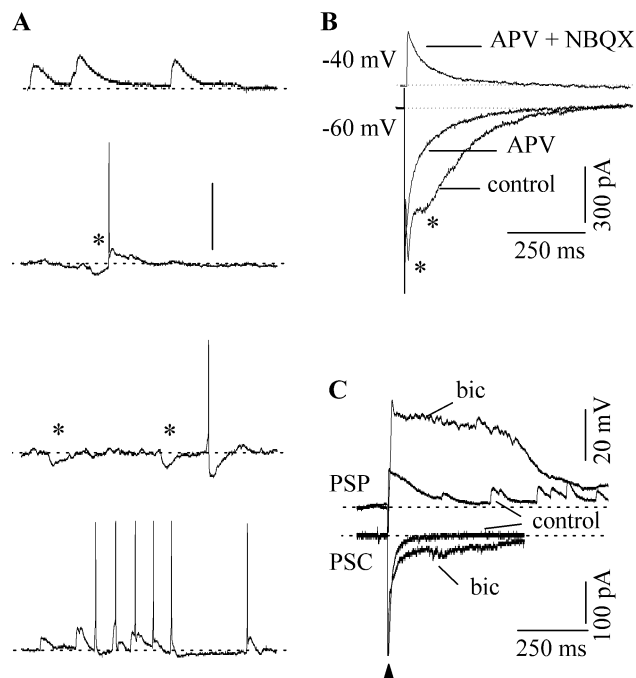 A
*
*
*
B
APV + NBQX
-40 mV
-60 mV
APV
control
*
*
300 pA
250 ms
C
bic
20 mV
PSP
control
PSC
bic
100 pA
250 ms